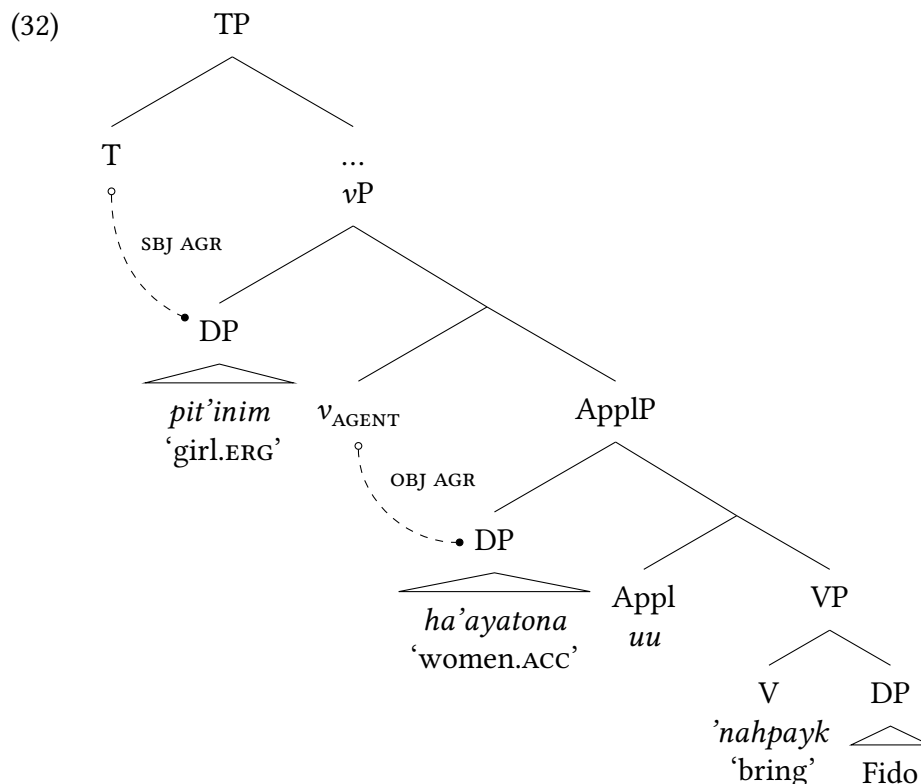 (32)
TP
T
...
vP
SBJ AGR
DP
pit'inim
‘girl.ERG’
vAGENT
ApplP
OBJ AGR
DP
ha'ayatona
‘women.ACC’
Appl
uu
VP
V
'nahpayk
‘bring’
DP
Fido